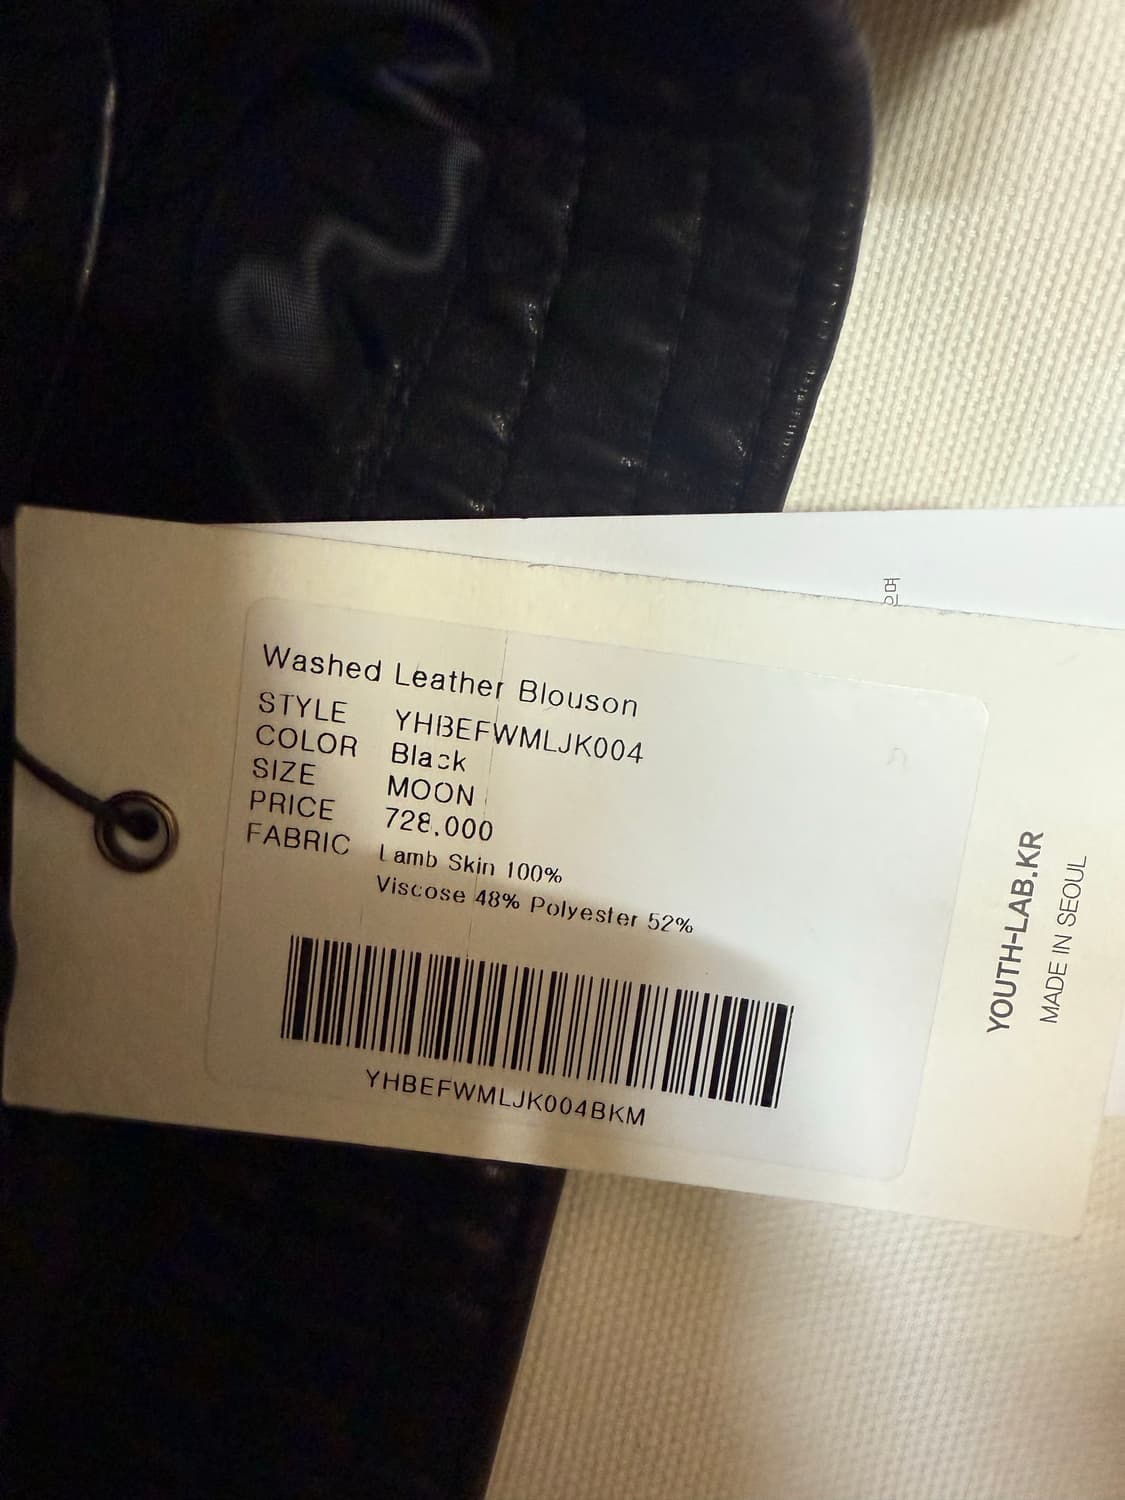 Washed Leather Blouson
STYLE YHBEFWMLJK004
COLOR Black
SIZE MOON
PRICE 728,000
FABRIC Lamb Skin 100%
Viscose 48% Polyester 52%
YHBEFWMLJK004BKM
YOUTH-LAB.KR
MADE IN SEOUL